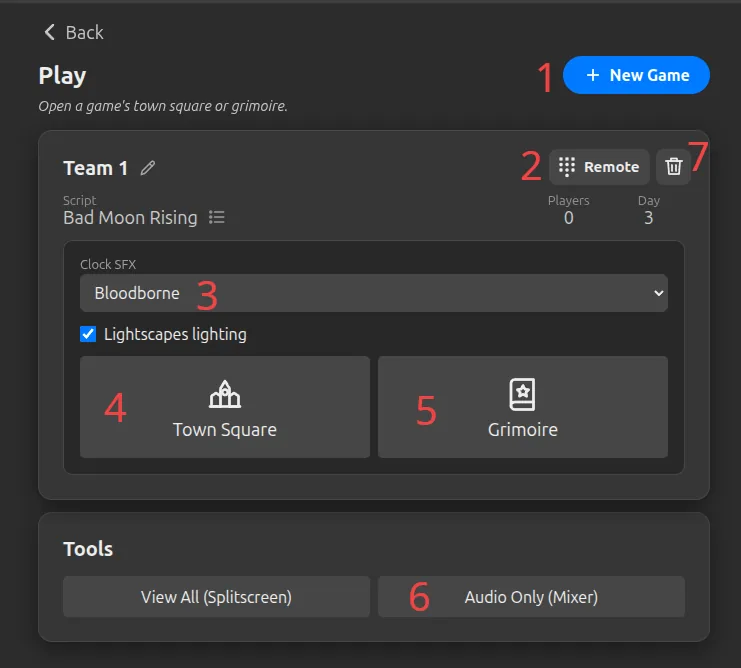 Back
Play
1 + New Game
Open a game's town square or grimoire.
Team 1 2 Remote 7
Script Players Day
Bad Moon Rising 0 3
Clock SFX
Bloodborne 3
Lightscapes lighting
4 5
Town Square Grimoire
Tools
View All (Splitscreen) 6 Audio Only (Mixer)